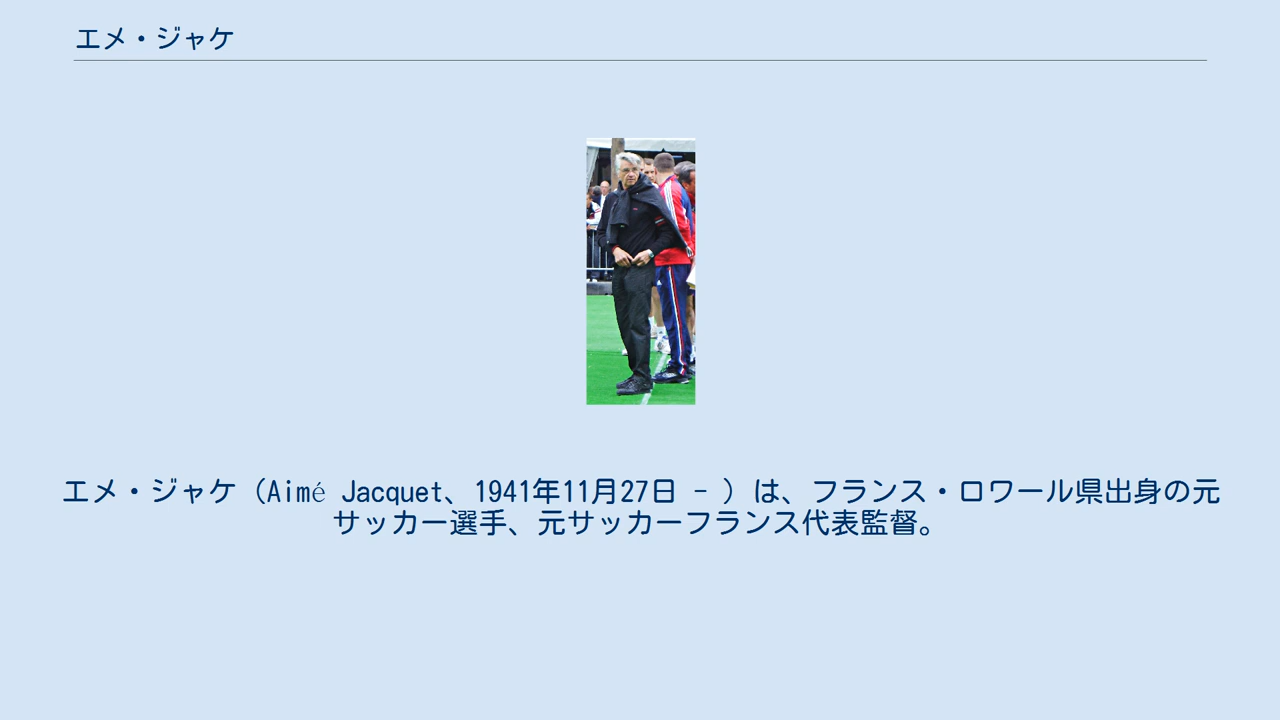 エメ・ジャケ
エメ・ジャケ（Aimé Jacquet、1941年11月27日 - ）は、フランス・ロワール県出身の元
サッカー選手、元サッカーフランス代表監督。